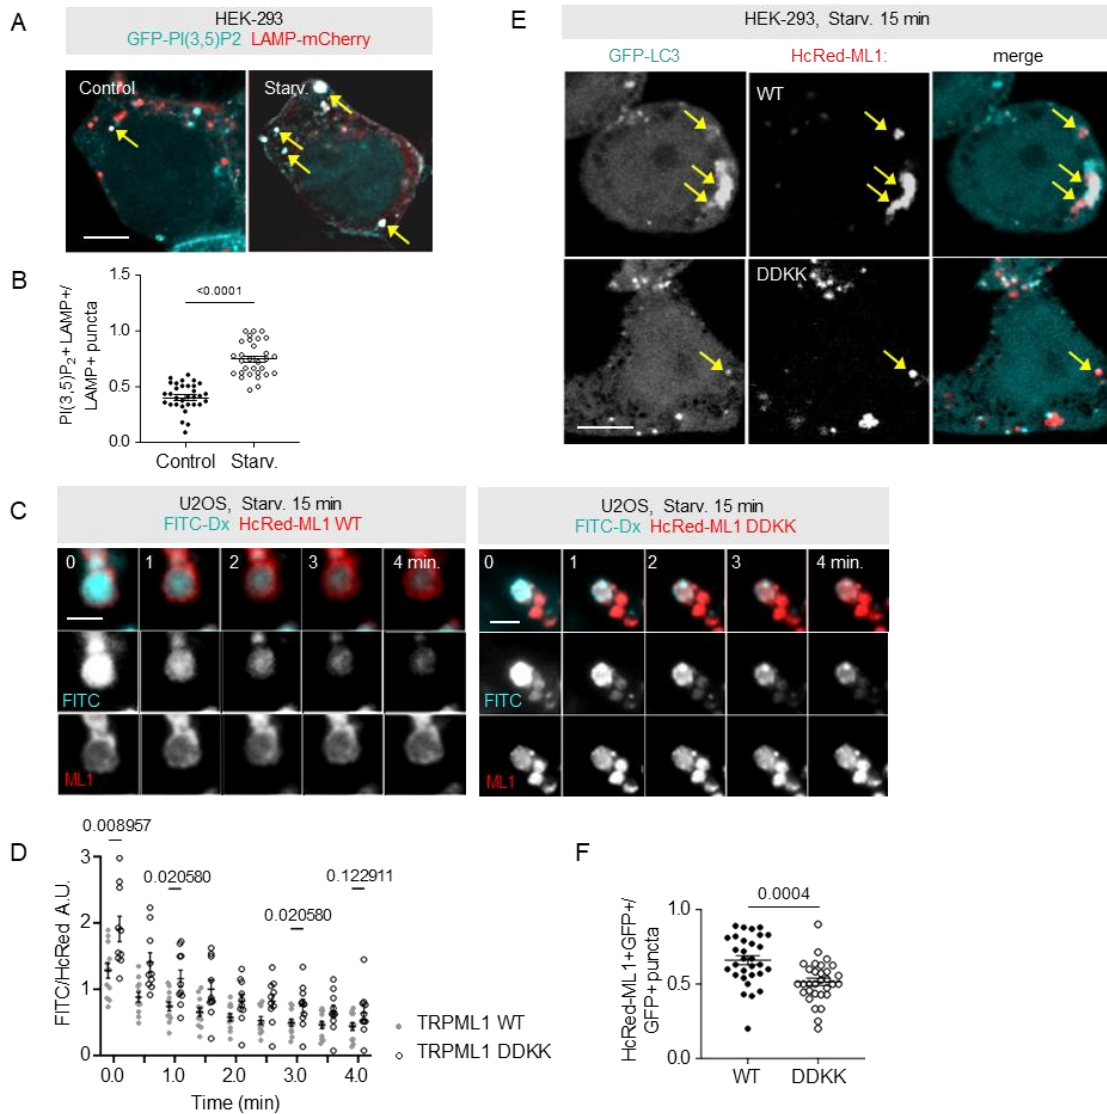 A
HEK-293
GFP-PI(3,5)P2 LAMP-mCherry
Control
Starv.
B
PI(3,5)P2+ LAMP+/
LAMP+ puncta
1.5
1.0
0.5
0.0
<0.0001
Control Starv.
C
U2OS, Starv. 15 min
FITC-Dx HcRed-ML1 WT
0 1 2 3 4 min.
FITC
ML1
U2OS, Starv. 15 min
FITC-Dx HcRed-ML1 DDKK
0 1 2 3 4 min.
FITC
ML1
D
FITC/HcRed A.U.
0.008957
0.020580
0.020580
0.122911
3
2
1
0
0.0 1.0 2.0 3.0 4.0
Time (min)
TRPML1 WT
TRPML1 DDKK
E
HEK-293, Starv. 15 min
GFP-LC3 HcRed-ML1: merge
WT
DDKK
F
HcRed-ML1+GFP+/
GFP+ puncta
0.0004
1.0
0.5
0.0
WT DDKK